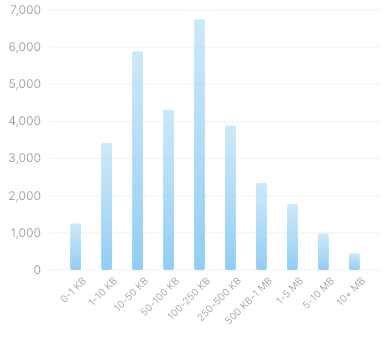 7,000
6,000
5,000
4,000
3,000
2,000
1,000
0
0-1 KB
1-10 KB
10-50 KB
50-100 KB
100-250 KB
250-500 KB
500 KB-1 MB
1-5 MB
5-10 MB
10+ MB